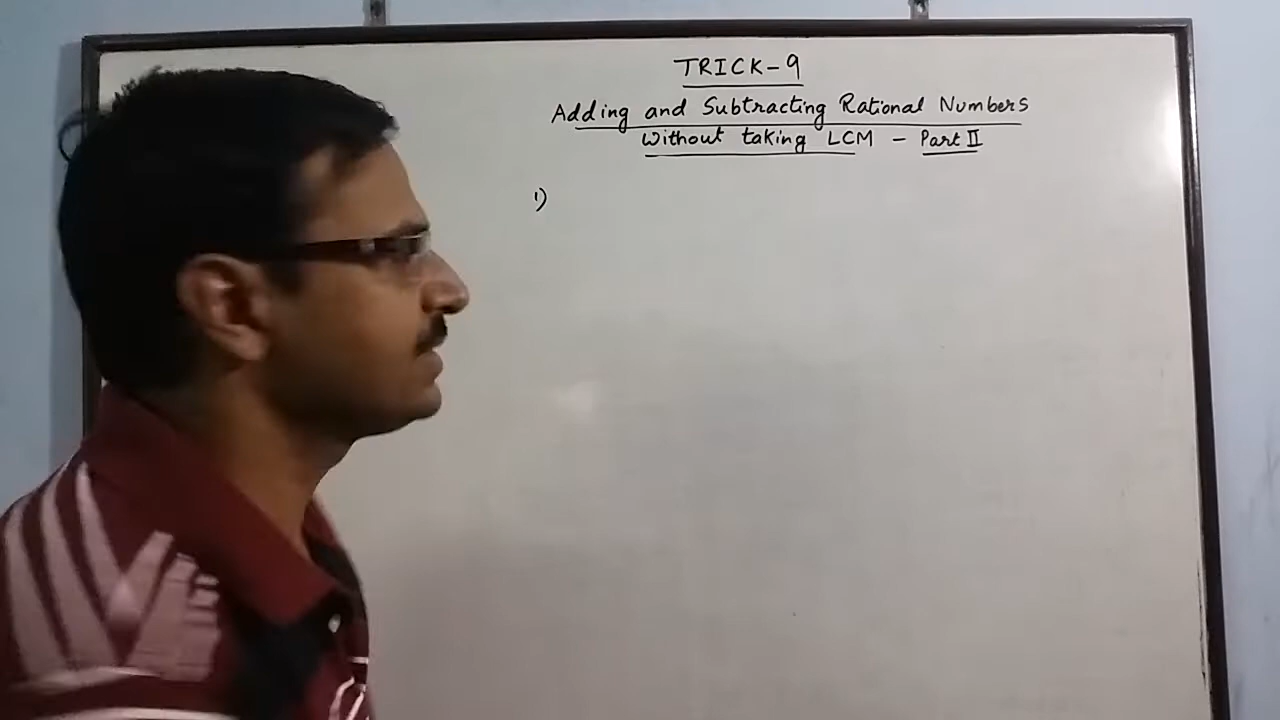 TRICK-9
Adding and Subtracting Rational Numbers
Without taking LCM - Part II
1)